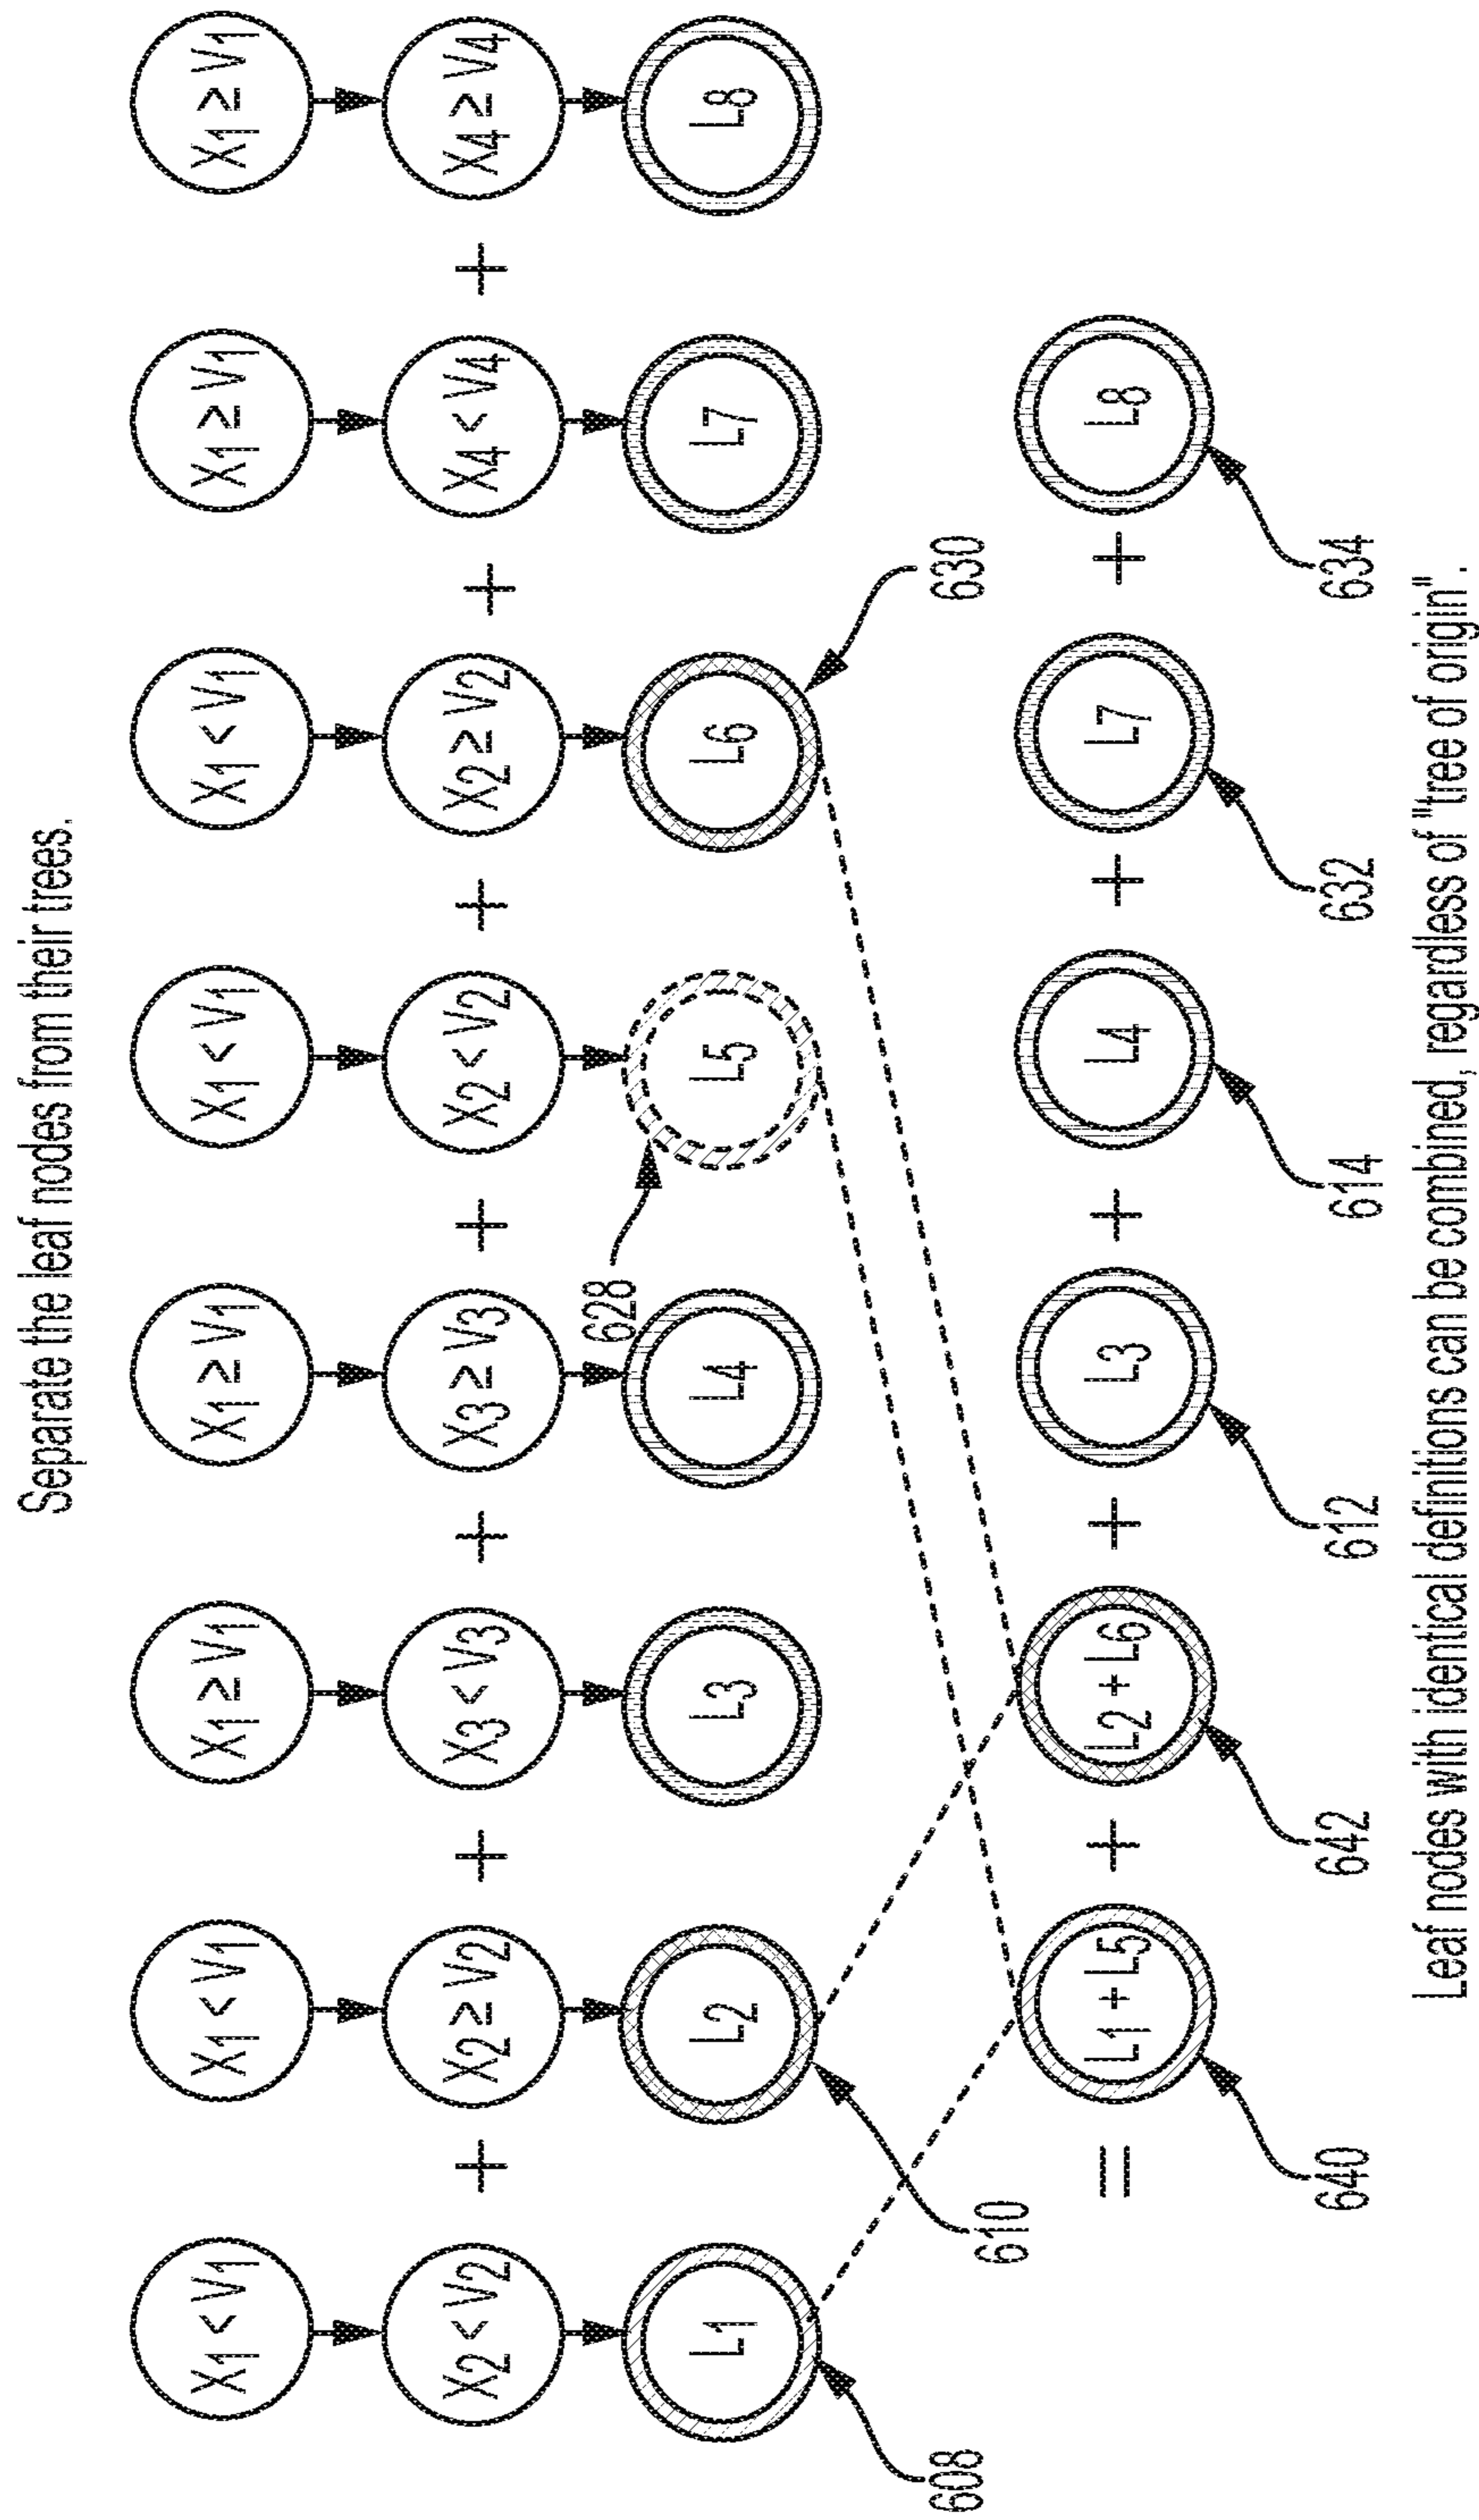 Separate the leaf nodes from their trees.
X1 < V1 X1 < V1 X1 ≥ V1 X1 ≥ V1 X1 < V1 X1 < V1 X1 ≥ V1 X1 ≥ V1
X2 < V2 + X2 ≥ V2 + X3 < V3 + X3 ≥ V3 + X2 < V2 + X2 ≥ V2 + X4 < V4 + X4 ≥ V4
628
L1 L2 L3 L4 L5 L6 L7 L8
608 610 630
= L1 + L5 + L2 + L6 + L3 + L4 + L7 + L8
640 642 612 614 632 634
Leaf nodes with identical definitions can be combined, regardless of "tree of origin".